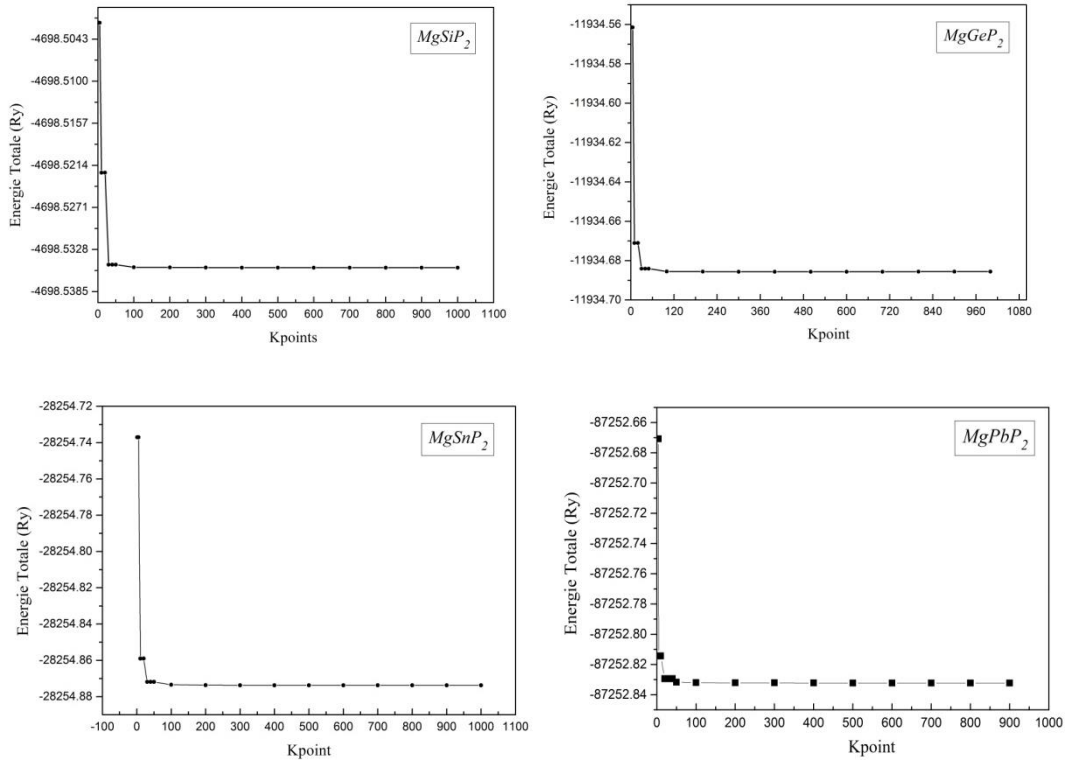 MgSiP₂
-4698.5043
-4698.5100
-4698.5157
-4698.5214
-4698.5271
-4698.5328
-4698.5385
Energie Totale (Ry)
0 100 200 300 400 500 600 700 800 900 1000 1100
Kpoints
MgGeP₂
-11934.56
-11934.58
-11934.60
-11934.62
-11934.64
-11934.66
-11934.68
-11934.70
Energie Totale (Ry)
0 120 240 360 480 600 720 840 960 1080
Kpoint
MgSnP₂
-28254.72
-28254.74
-28254.76
-28254.78
-28254.80
-28254.82
-28254.84
-28254.86
-28254.88
Energie Totale (Ry)
-100 0 100 200 300 400 500 600 700 800 900 1000 1100
Kpoint
MgPbP₂
-87252.66
-87252.68
-87252.70
-87252.72
-87252.74
-87252.76
-87252.78
-87252.80
-87252.82
-87252.84
Energie Totale (Ry)
0 100 200 300 400 500 600 700 800 900 1000
Kpoint